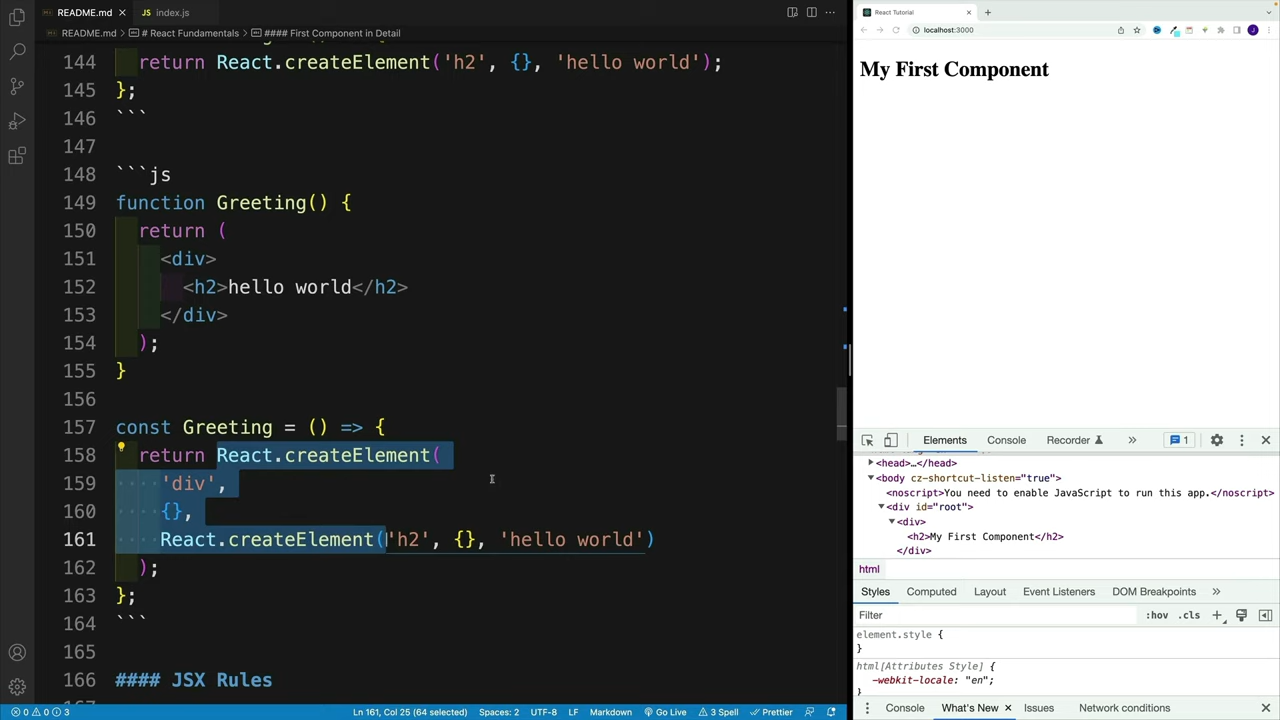 README.md
index.js
React Tutorial
localhost:3000
README.md > # React Fundamentals > #### First Component in Detail
144 return React.createElement('h2', {}, 'hello world');
145 };
146 ```
147
148 ```js
149 function Greeting() {
150 return (
151 <div>
152 <h2>hello world</h2>
153 </div>
154 );
155 }
156
157 const Greeting = () => {
158 return React.createElement(
159 'div',
160 {},
161 React.createElement('h2', {}, 'hello world')
162 );
163 };
164 ```
165
166 #### JSX Rules
Ln 161, Col 25 (64 selected) Spaces: 2 UTF-8 LF Markdown Go Live 3 Spell Prettier
0 0 3
My First Component
Elements Console Recorder 1
<head>…</head>
<body cz-shortcut-listen="true">
<noscript>You need to enable JavaScript to run this app.</noscript>
<div id="root">
<div>
<h2>My First Component</h2>
</div>
html
Styles Computed Layout Event Listeners DOM Breakpoints
Filter :hov .cls
element.style {
}
html[Attributes Style] {
-webkit-locale: "en";
}
Console What's New Issues Network conditions